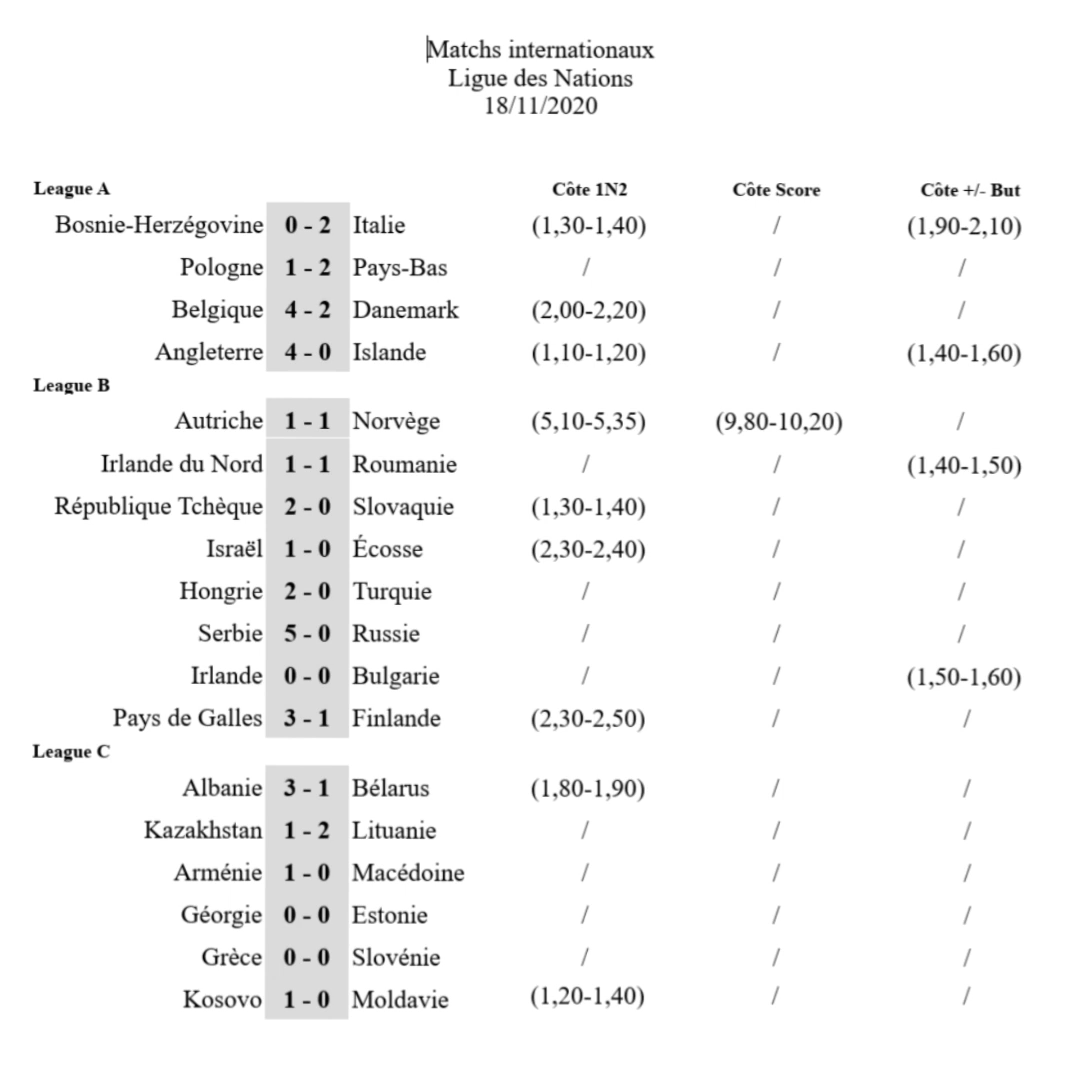 Matchs internationaux
Ligue des Nations
18/11/2020
League A Côte 1N2 Côte Score Côte +/- But
Bosnie-Herzégovine 0 - 2 Italie (1,30-1,40) / (1,90-2,10)
Pologne 1 - 2 Pays-Bas / / /
Belgique 4 - 2 Danemark (2,00-2,20) / /
Angleterre 4 - 0 Islande (1,10-1,20) / (1,40-1,60)
League B
Autriche 1 - 1 Norvège (5,10-5,35) (9,80-10,20) /
Irlande du Nord 1 - 1 Roumanie / / (1,40-1,50)
République Tchèque 2 - 0 Slovaquie (1,30-1,40) / /
Israël 1 - 0 Écosse (2,30-2,40) / /
Hongrie 2 - 0 Turquie / / /
Serbie 5 - 0 Russie / / /
Irlande 0 - 0 Bulgarie / / (1,50-1,60)
Pays de Galles 3 - 1 Finlande (2,30-2,50) / /
League C
Albanie 3 - 1 Bélarus (1,80-1,90) / /
Kazakhstan 1 - 2 Lituanie / / /
Arménie 1 - 0 Macédoine / / /
Géorgie 0 - 0 Estonie / / /
Grèce 0 - 0 Slovénie / / /
Kosovo 1 - 0 Moldavie (1,20-1,40) / /